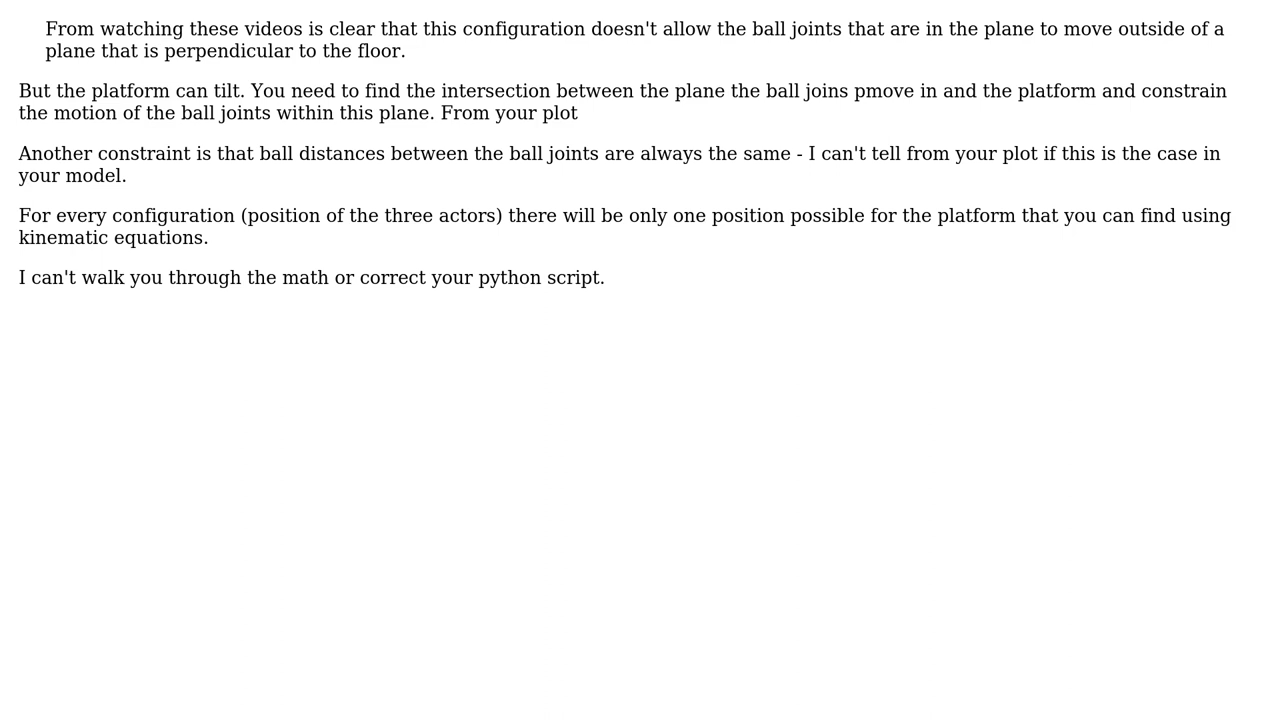 From watching these videos is clear that this configuration doesn't allow the ball joints that are in the plane to move outside of a
plane that is perpendicular to the floor.
But the platform can tilt. You need to find the intersection between the plane the ball joins pmove in and the platform and constrain
the motion of the ball joints within this plane. From your plot
Another constraint is that ball distances between the ball joints are always the same - I can't tell from your plot if this is the case in
your model.
For every configuration (position of the three actors) there will be only one position possible for the platform that you can find using
kinematic equations.
I can't walk you through the math or correct your python script.